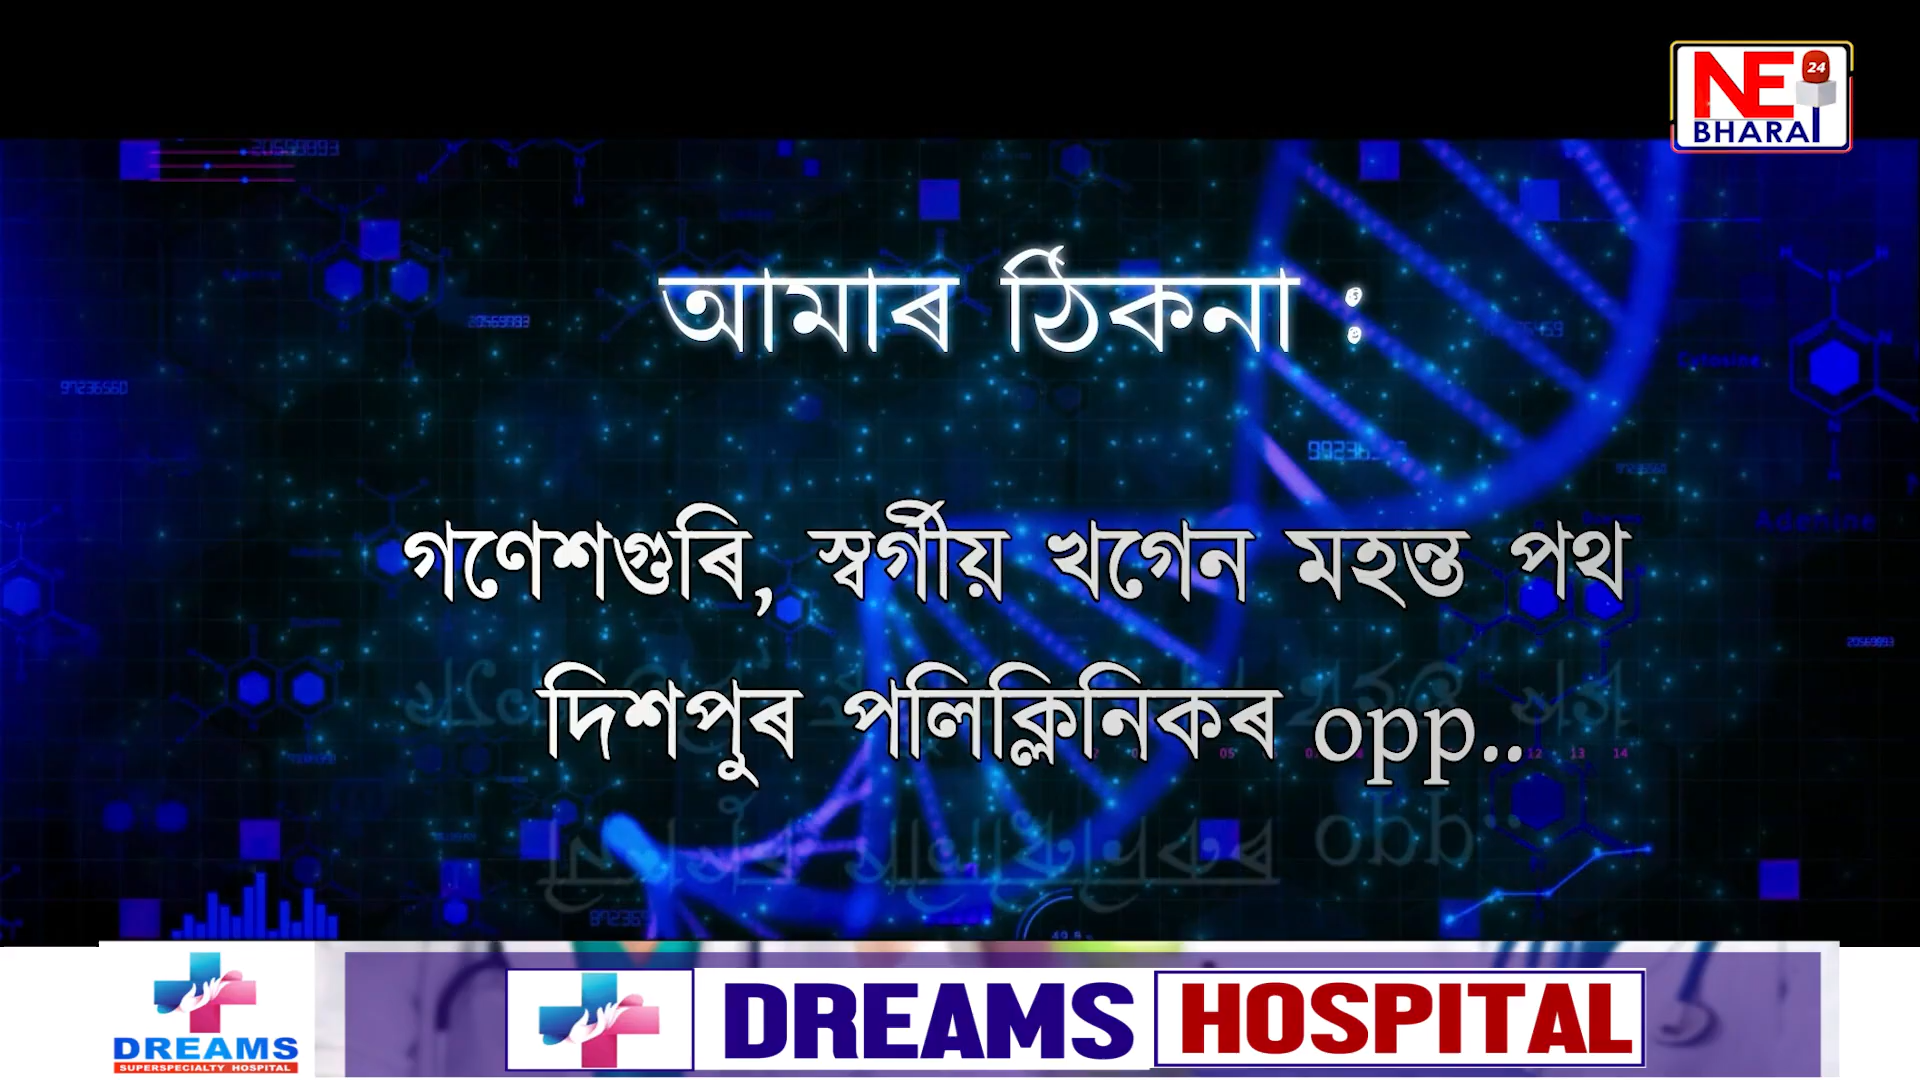 NE 24
BHARAT
আমাৰ ঠিকনা :
গণেশগুৰি, স্বৰ্গীয় খগেন মহন্ত পথ
দিশপুৰ পলিক্লিনিকৰ opp..
DREAMS
SUPERSPECIALTY HOSPITAL
DREAMS HOSPITAL